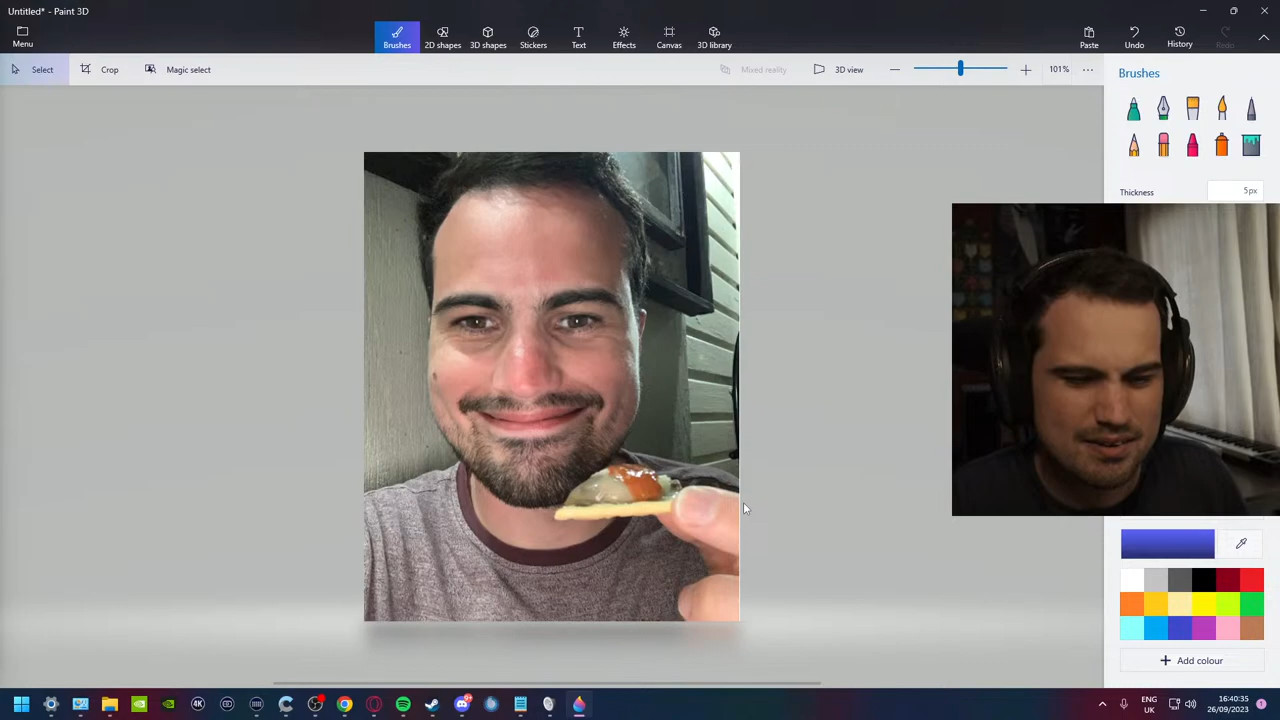 Untitled* - Paint 3D
Menu
Brushes
2D shapes
3D shapes
Stickers
Text
Effects
Canvas
3D library
Paste
Undo
History
Redo
Select
Crop
Magic select
Mixed reality
3D view
101%
Brushes
Thickness
5px
Add colour
9+
ENG
UK
16:40:35
26/09/2023
1